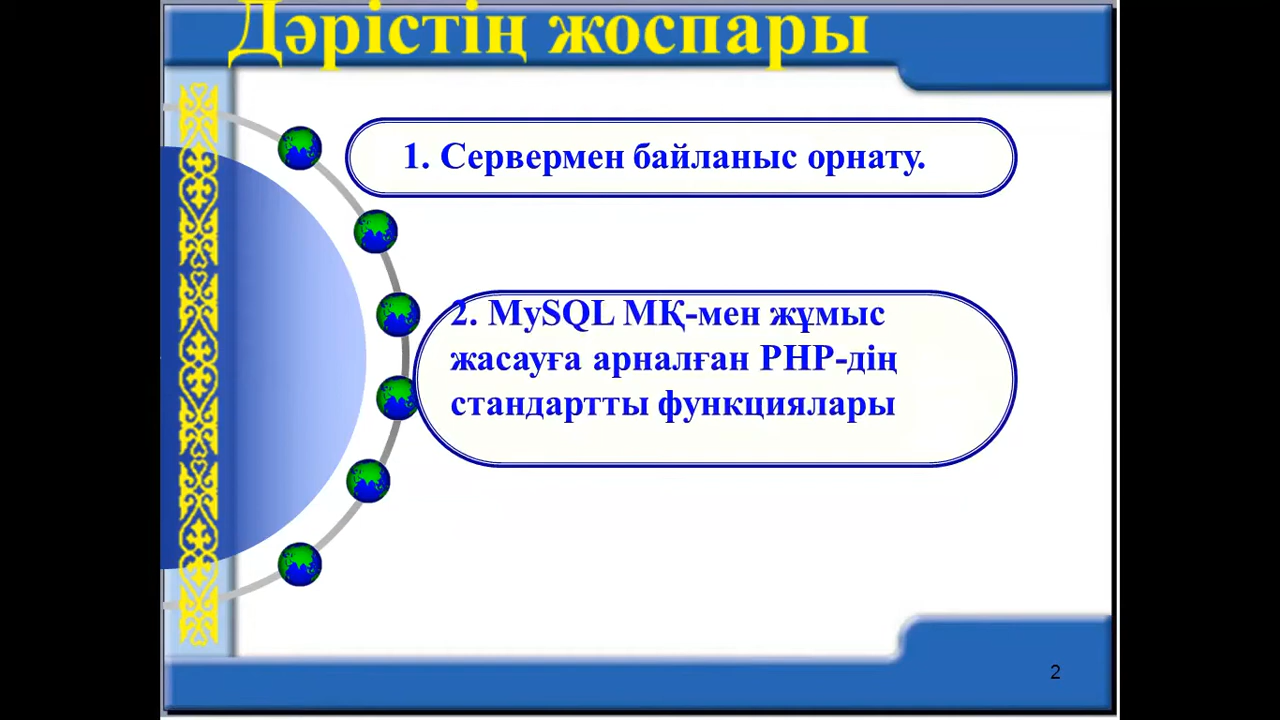 Дәрістің жоспары
1. Сервермен байланыс орнату.
2. MySQL МҚ-мен жұмыс
жасауға арналған PHP-дің
стандартты функциялары
2